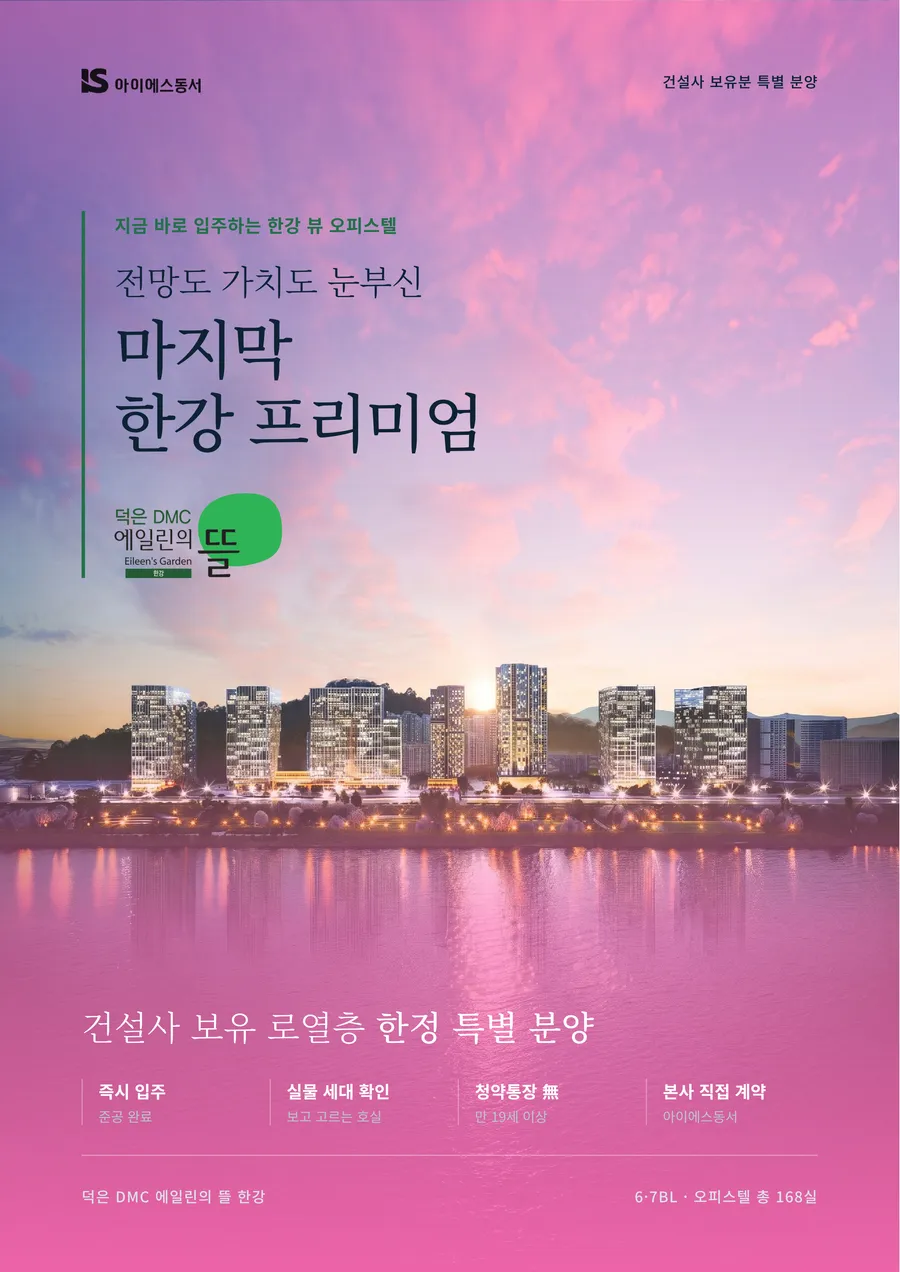 IS 아이에스동서
건설사 보유분 특별 분양
지금 바로 입주하는 한강 뷰 오피스텔
전망도 가치도 눈부신
마지막
한강 프리미엄
덕은 DMC
에일린의 뜰
Eileen's Garden
한강
건설사 보유 로열층 한정 특별 분양
즉시 입주
준공 완료
실물 세대 확인
보고 고르는 호실
청약통장 無
만 19세 이상
본사 직접 계약
아이에스동서
덕은 DMC 에일린의 뜰 한강
6·7BL · 오피스텔 총 168실